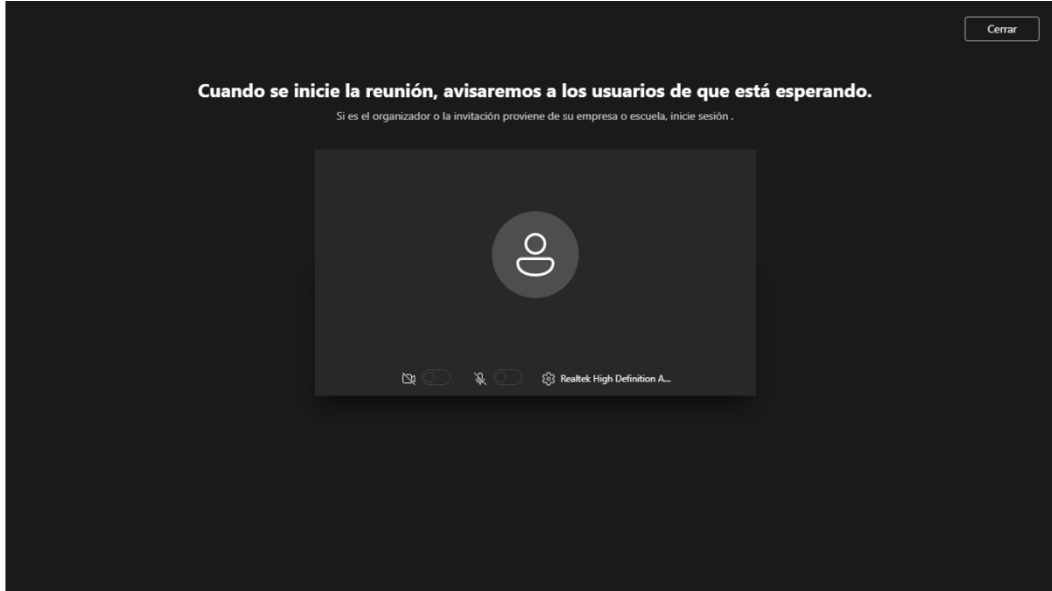 Cerrar
Cuando se inicie la reunión, avisaremos a los usuarios de que está esperando.
Si es el organizador o la invitación proviene de su empresa o escuela, inicie sesión .
Realtek High Definition A...